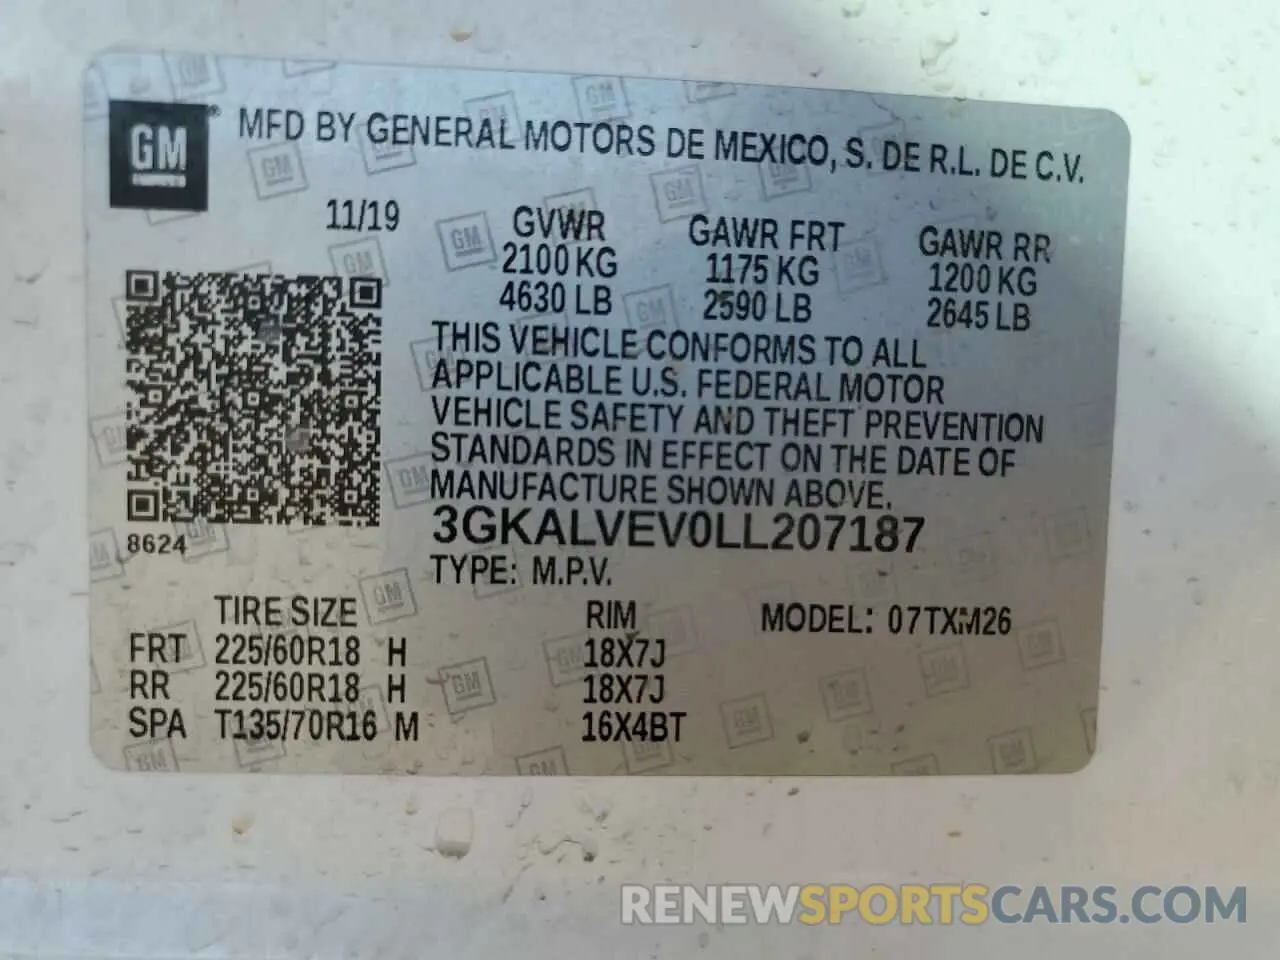 GM
MFD BY GENERAL MOTORS DE MEXICO, S. DE R.L. DE C.V.
11/19 GVWR GAWR FRT GAWR RR
2100 KG 1175 KG 1200 KG
4630 LB 2590 LB 2645 LB
THIS VEHICLE CONFORMS TO ALL
APPLICABLE U.S. FEDERAL MOTOR
VEHICLE SAFETY AND THEFT PREVENTION
STANDARDS IN EFFECT ON THE DATE OF
MANUFACTURE SHOWN ABOVE.
3GKALVEV0LL207187
8624
TYPE: M.P.V.
TIRE SIZE RIM MODEL: 07TXM26
FRT 225/60R18 H 18X7J
RR 225/60R18 H 18X7J
SPA T135/70R16 M 16X4BT
RENEWSPORTSCARS.COM